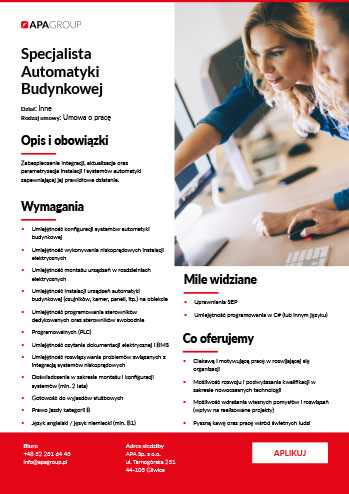 APAGROUP
Specjalista
Automatyki
Budynkowej
Dział: Inne
Rodzaj umowy: Umowa o pracę
Opis i obowiązki
Zabezpieczenie integracji, aktualizacja oraz
parametryzacja instalacji i systemów automatyki
zapewniającej jej prawidłowe działanie.
Wymagania
• Umiejętność konfiguracji systemów automatyki
budynkowej
• Umiejętność wykonywania niskoprądowych instalacji
elektrycznych
• Umiejętność montażu urządzeń w rozdzielniach
elektrycznych
• Umiejętność instalacji urządzeń automatyki
budynkowej (czujników, kamer, paneli, itp.) na obiekcie
• Umiejętność programowania sterowników
dedykowanych oraz sterowników swobodnie
• Programowalnych (PLC)
• Umiejętność czytania dokumentacji elektrycznej i BMS
• Umiejętność rozwiązywania problemów związanych z
integracją systemów niskoprądowych
• Doświadczenie w zakresie montażu i konfiguracji
systemów (min. 2 lata)
• Gotowość do wyjazdów służbowych
• Prawo jazdy kategorii B
• Język angielski / język niemiecki (min. B1)
Mile widziane
• Uprawnienia SEP
• Umiejętność programowania w C# (lub innym języku)
Co oferujemy
• Ciekawą i motywującą pracę w rozwijającej się
organizacji
• Możliwość rozwoju i podwyższania kwalifikacji w
zakresie nowoczesnych technologii
• Możliwość wdrażania własnych pomysłów i rozwiązań
(wpływ na realizowane projekty)
• Pyszną kawę oraz pracę wśród świetnych ludzi
Biuro
+48 32 231 64 43
info@apagroup.pl
Adres siedziby
APA Sp. z o.o.
ul. Tarnogórska 251
44-105 Gliwice
APLIKUJ